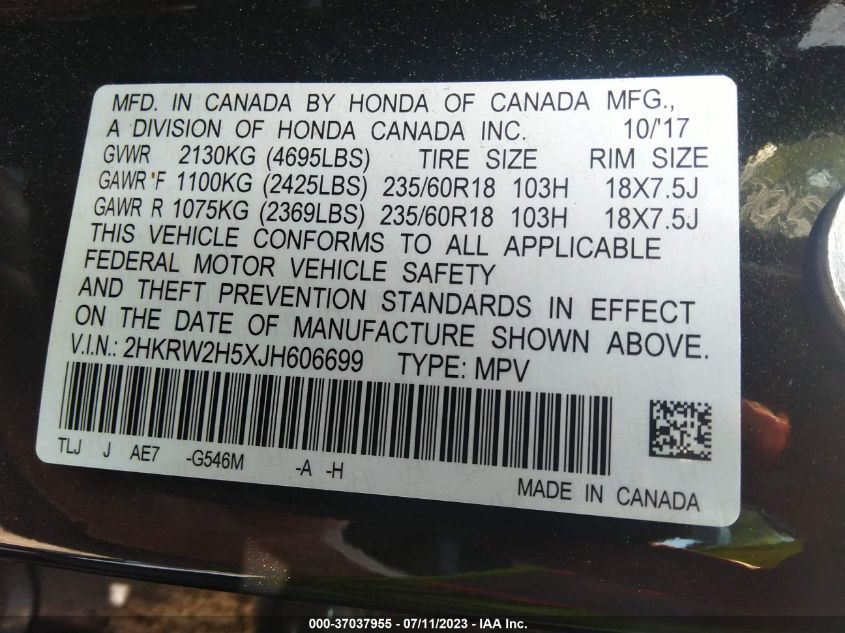 MFD. IN CANADA BY HONDA OF CANADA MFG.,
A DIVISION OF HONDA CANADA INC. 10/'17
GVWR 2130KG (4695LBS) TIRE SIZE RIM SIZE
GAWR F 1100KG (2425LBS) 235/60R18 103H 18X7.5J
GAWR R 1075KG (2369LBS) 235/60R18 103H 18X7.5J
THIS VEHICLE CONFORMS TO ALL APPLICABLE
FEDERAL MOTOR VEHICLE SAFETY
AND THEFT PREVENTION STANDARDS IN EFFECT
ON THE DATE OF MANUFACTURE SHOWN ABOVE.
V.I.N.: 2HKRW2H5XJH606699 TYPE: MPV
TLJ J AE7 -G546M -A -H
MADE IN CANADA
000-37037955 - 07/11/2023 - IAA Inc.